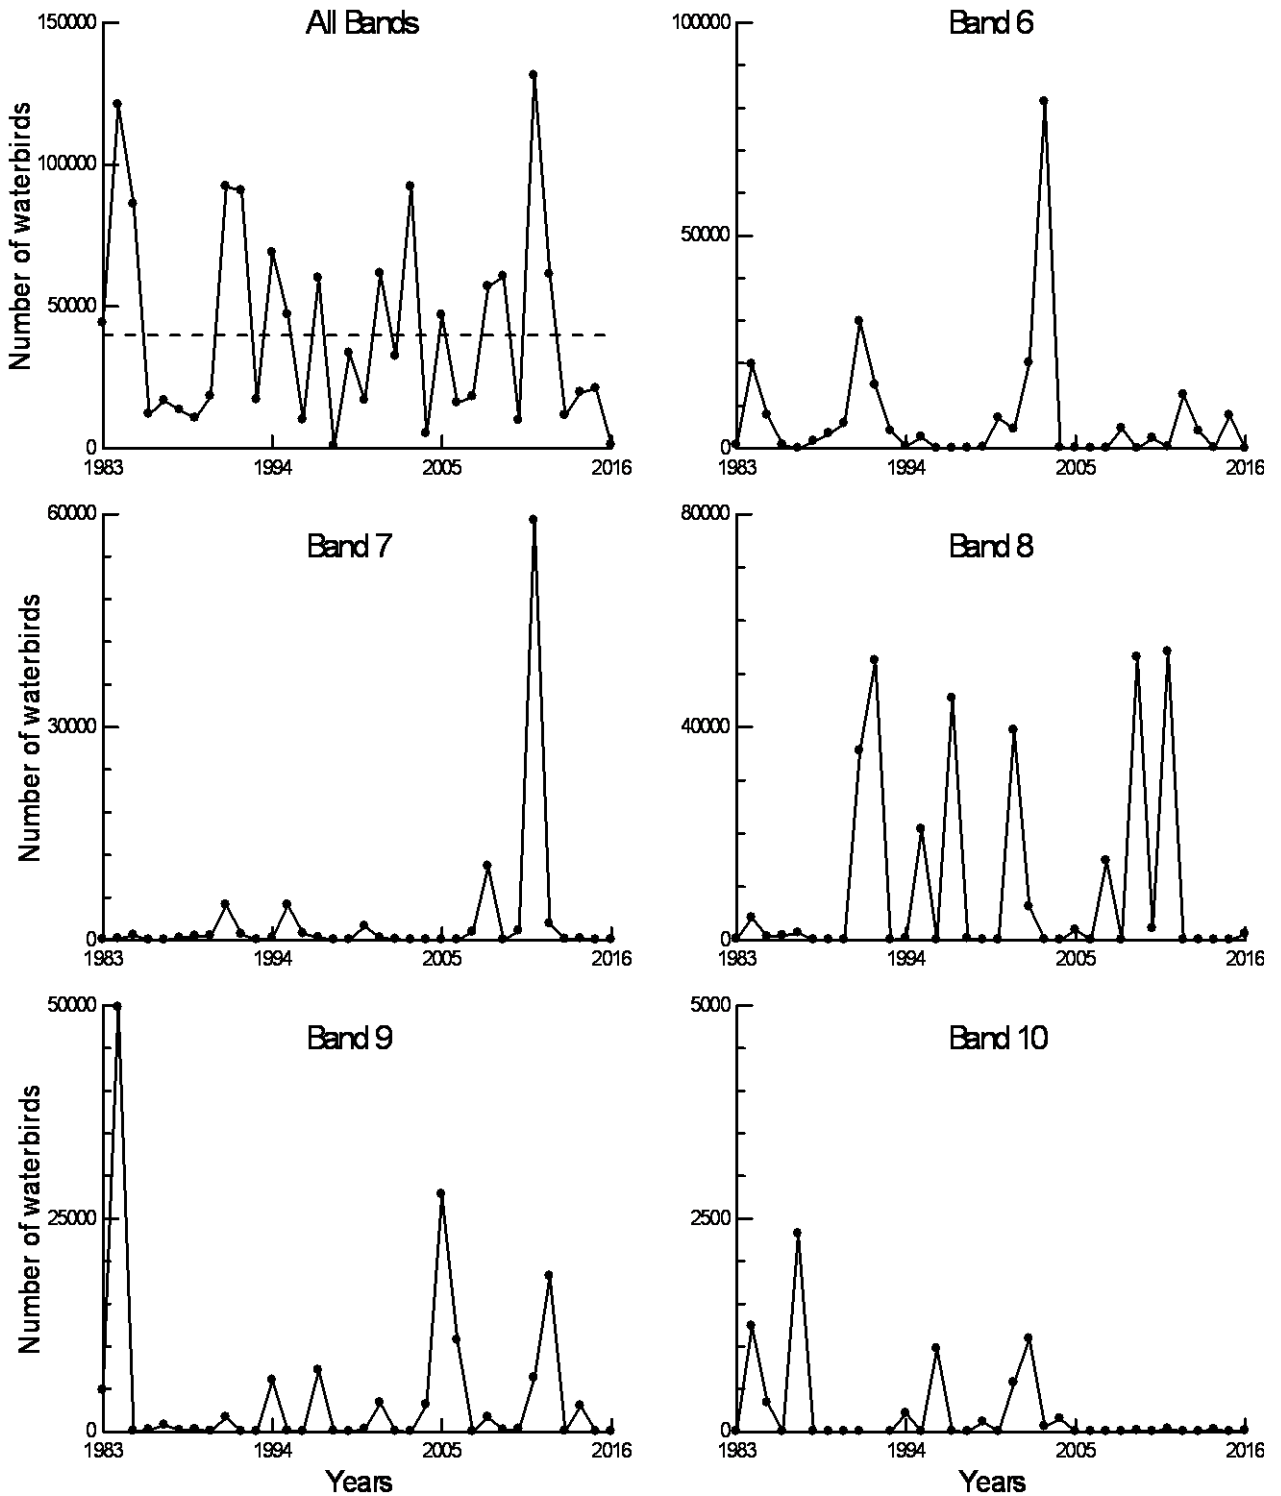 All Bands
Number of waterbirds
150000
100000
50000
0
1983 1994 2005 2016
Band 6
100000
50000
0
1983 1994 2005 2016
Band 7
Number of waterbirds
60000
30000
0
1983 1994 2005 2016
Band 8
80000
40000
0
1983 1994 2005 2016
Band 9
Number of waterbirds
50000
25000
0
1983 1994 2005 2016
Years
Band 10
5000
2500
0
1983 1994 2005 2016
Years